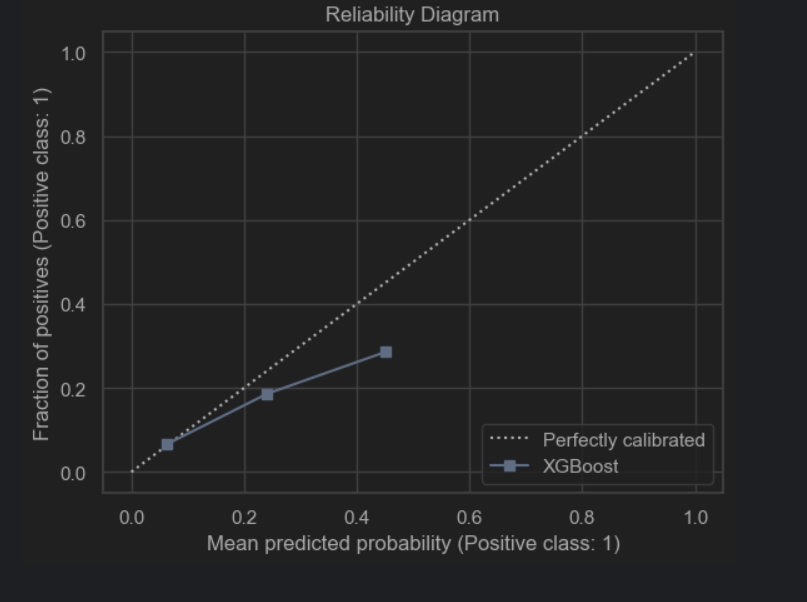 Reliability Diagram
Fraction of positives (Positive class: 1)
1.0
0.8
0.6
0.4
0.2
0.0
Perfectly calibrated
XGBoost
0.0 0.2 0.4 0.6 0.8 1.0
Mean predicted probability (Positive class: 1)